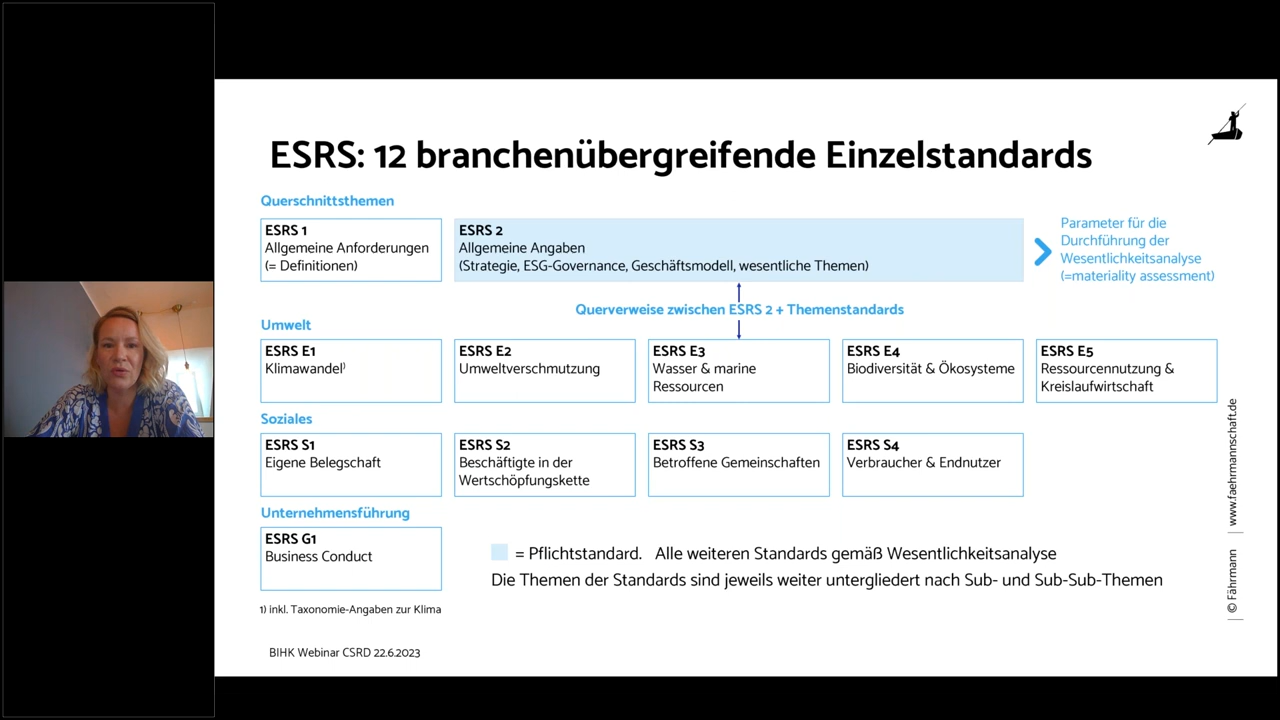 ESRS: 12 branchenübergreifende Einzelstandards
Querschnittsthemen
ESRS 1
Allgemeine Anforderungen
(= Definitionen)
ESRS 2
Allgemeine Angaben
(Strategie, ESG-Governance, Geschäftsmodell, wesentliche Themen)
Parameter für die
Durchführung der
Wesentlichkeitsanalyse
(=materiality assessment)
Querverweise zwischen ESRS 2 + Themenstandards
Umwelt
ESRS E1
Klimawandel¹⁾
ESRS E2
Umweltverschmutzung
ESRS E3
Wasser & marine
Ressourcen
ESRS E4
Biodiversität & Ökosysteme
ESRS E5
Ressourcennutzung &
Kreislaufwirtschaft
Soziales
ESRS S1
Eigene Belegschaft
ESRS S2
Beschäftigte in der
Wertschöpfungskette
ESRS S3
Betroffene Gemeinschaften
ESRS S4
Verbraucher & Endnutzer
Unternehmensführung
ESRS G1
Business Conduct
= Pflichtstandard. Alle weiteren Standards gemäß Wesentlichkeitsanalyse
Die Themen der Standards sind jeweils weiter untergliedert nach Sub- und Sub-Sub-Themen
1) inkl. Taxonomie-Angaben zur Klima
BIHK Webinar CSRD 22.6.2023
© Fährmann | www.faehrmannschaft.de